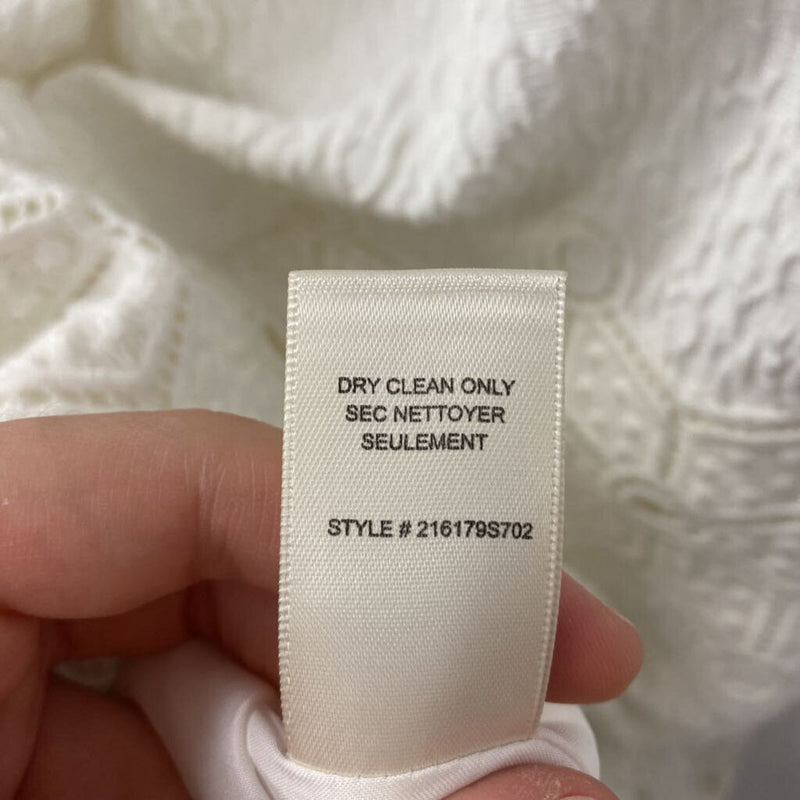 DRY CLEAN ONLY
SEC NETTOYER
SEULEMENT
STYLE # 216179S702